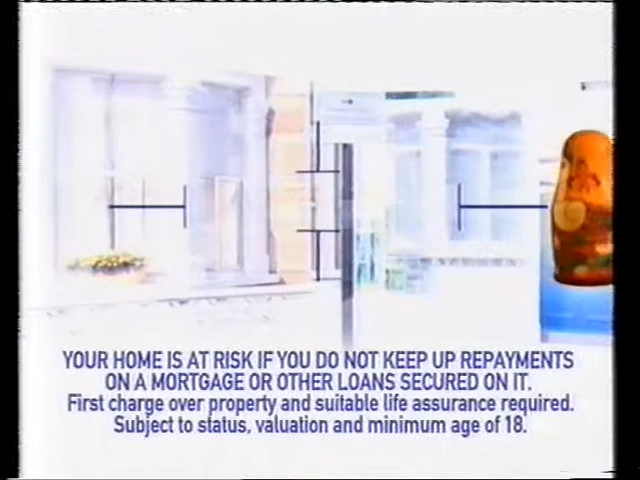 YOUR HOME IS AT RISK IF YOU DO NOT KEEP UP REPAYMENTS
ON A MORTGAGE OR OTHER LOANS SECURED ON IT.
First charge over property and suitable life assurance required.
Subject to status, valuation and minimum age of 18.